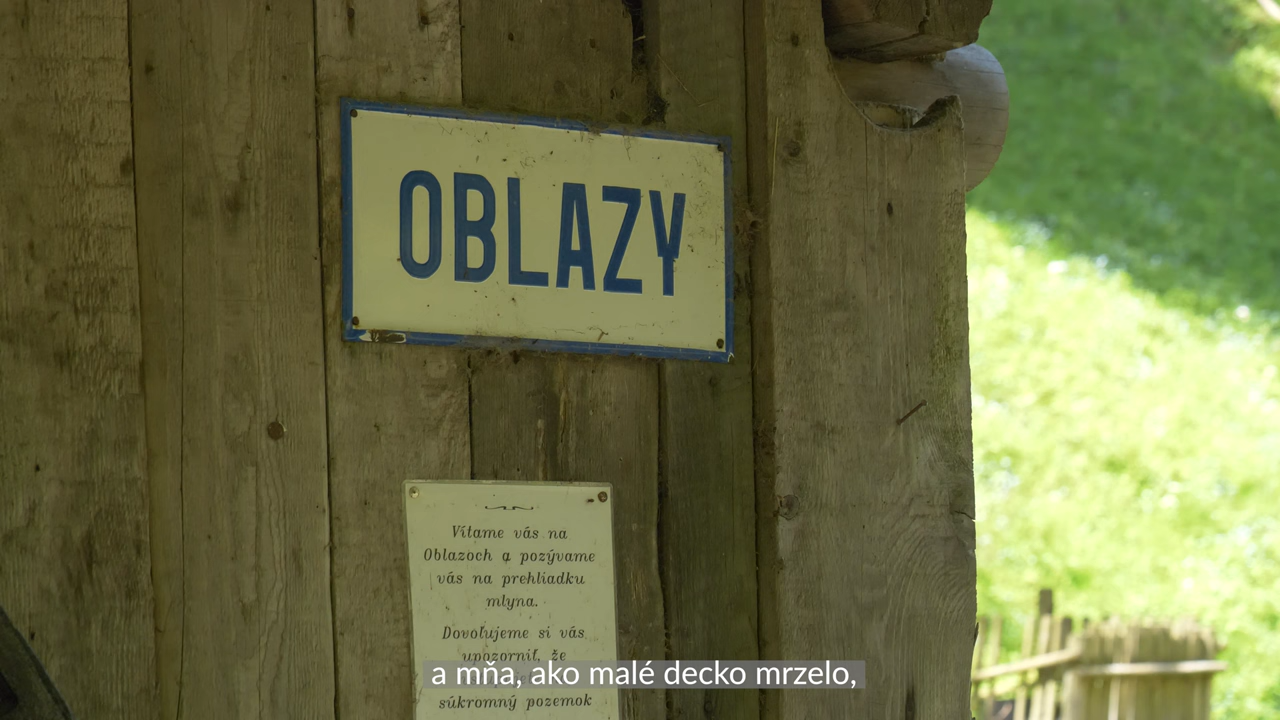 OBLAZY
Vítame vás na
Oblazoch a pozývame
vás na prehliadku
mlyna.
Dovoľujeme si vás
upozorniť, že
súkromný pozemok
a mňa, ako malé decko mrzelo,